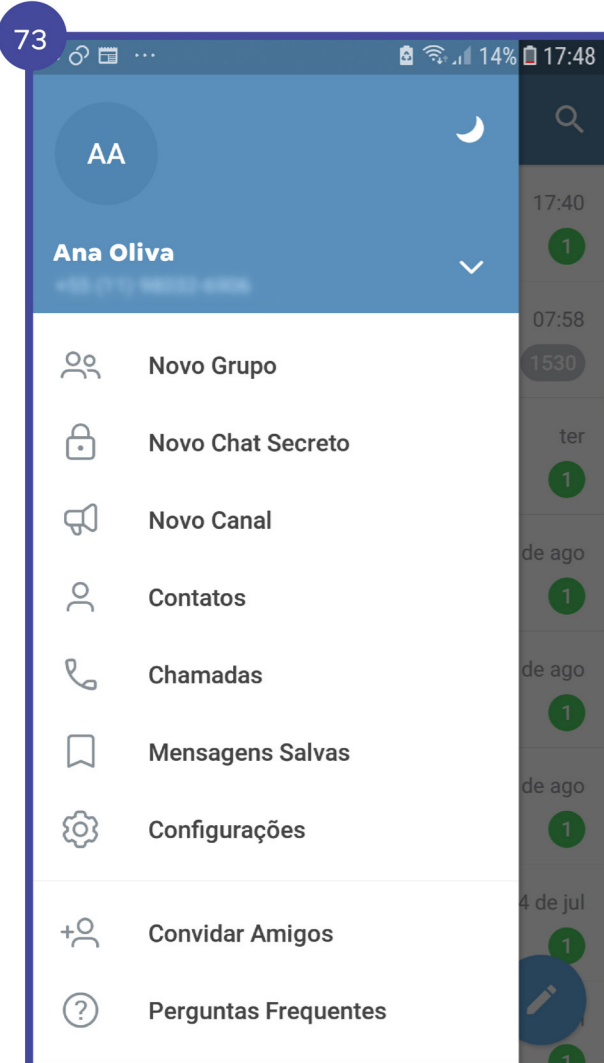 73
14% 17:48
AA
17:40
1
Ana Oliva
07:58
1530
Novo Grupo
ter
1
Novo Chat Secreto
Novo Canal
de ago
1
Contatos
Chamadas
de ago
1
Mensagens Salvas
de ago
1
Configurações
4 de jul
1
Convidar Amigos
Perguntas Frequentes
1